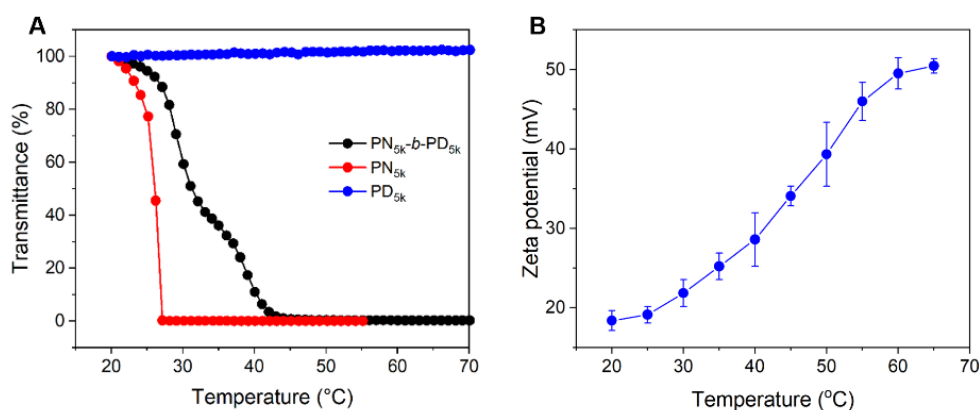 A
Transmittance (%)
100
80
60
40
20
0
PN5k-b-PD5k
PN5k
PD5k
20 30 40 50 60 70
Temperature (°C)
B
Zeta potential (mV)
50
40
30
20
20 30 40 50 60 70
Temperature (°C)